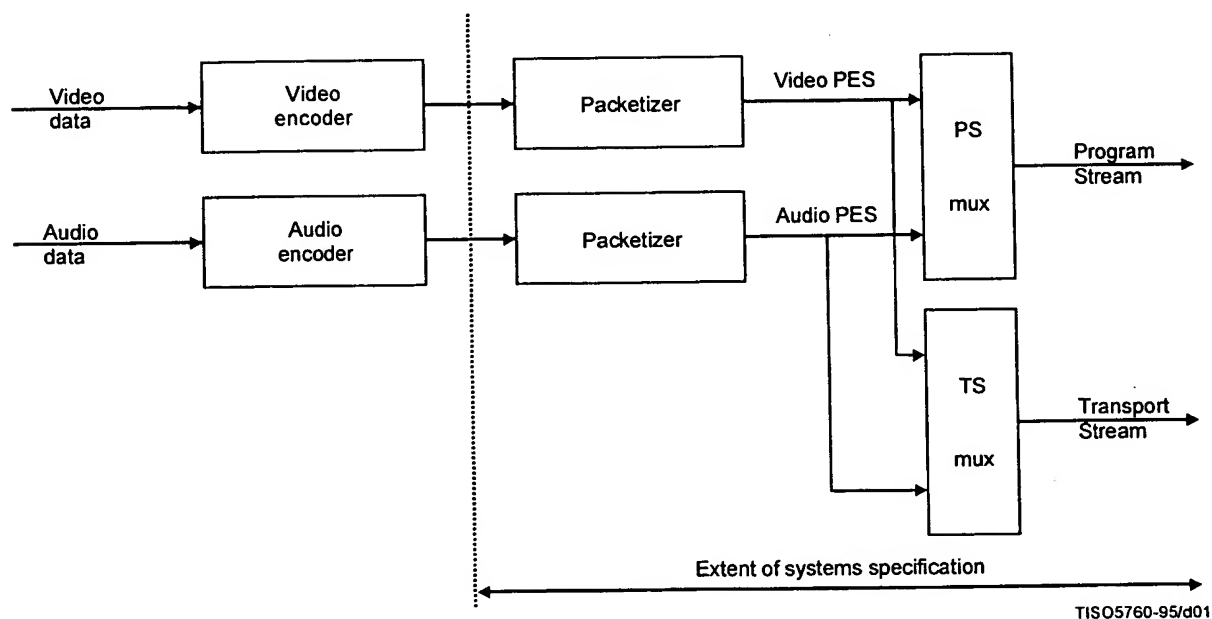 Video
data
Video
encoder
Packetizer
Video PES
PS
mux
Program
Stream
Audio
data
Audio
encoder
Packetizer
Audio PES
TS
mux
Transport
Stream
Extent of systems specification
TISO5760-95/d01